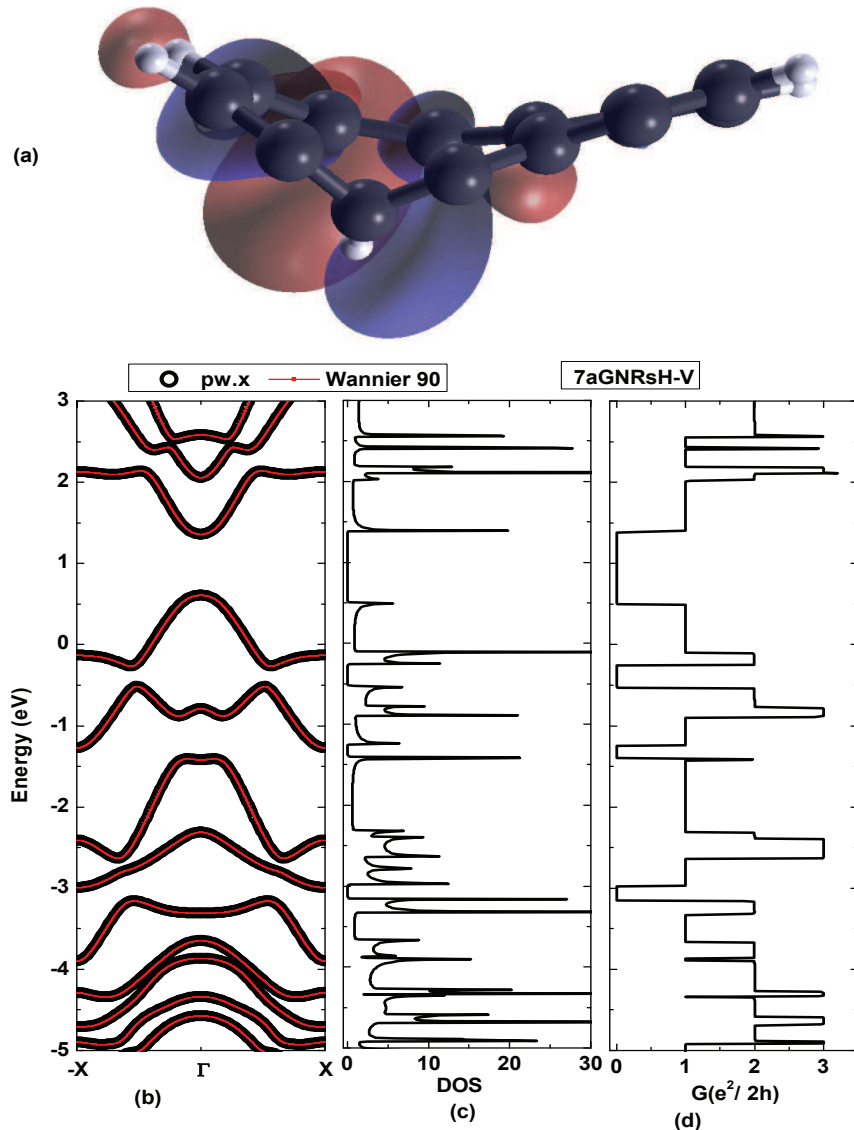 (a)
pw.x Wannier 90 7aGNRsH-V
3
2
1
0
-1
-2
-3
-4
-5
Energy (eV)
-X Γ X
0 10 20 30
DOS
0 1 2 3
G(e²/ 2h)
(b)
(c)
(d)